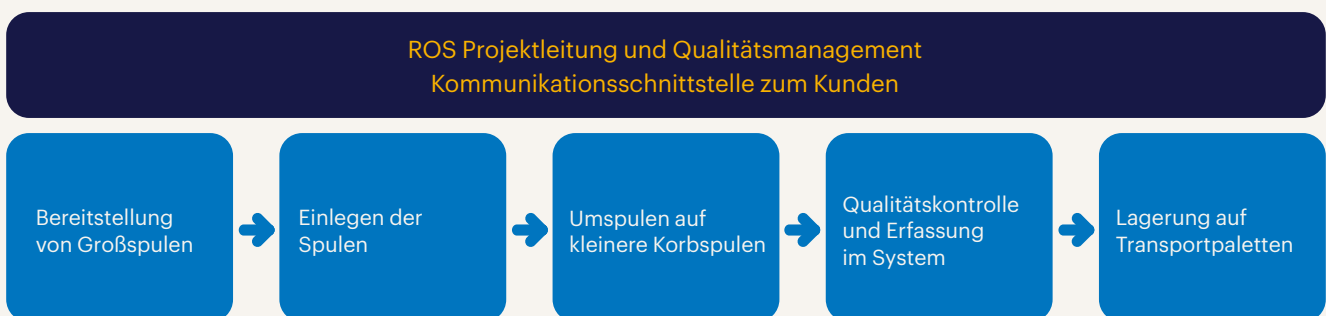 ROS Projektleitung und Qualitätsmanagement
Kommunikationsschnittstelle zum Kunden
Bereitstellung
von Großspulen
Einlegen der
Spulen
Umspulen auf
kleinere Korbspulen
Qualitätskontrolle
und Erfassung
im System
Lagerung auf
Transportpaletten